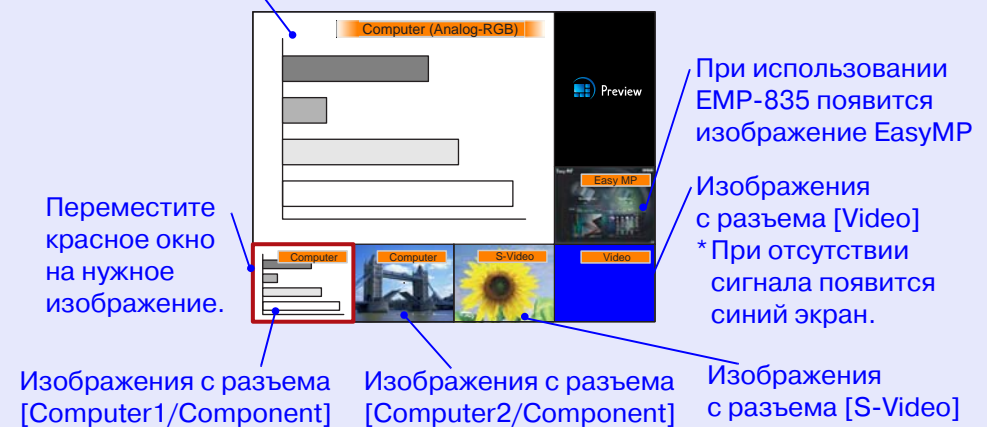 Computer (Analog-RGB)
Preview
При использовании
EMP-835 появится
изображение EasyMP
Easy MP
Изображения
с разъема [Video]
* При отсутствии
сигнала появится
синий экран.
Переместите
красное окно
на нужное
изображение.
Computer
Computer
S-Video
Video
Изображения с разъема
[Computer1/Component]
Изображения с разъема
[Computer2/Component]
Изображения
с разъема [S-Video]